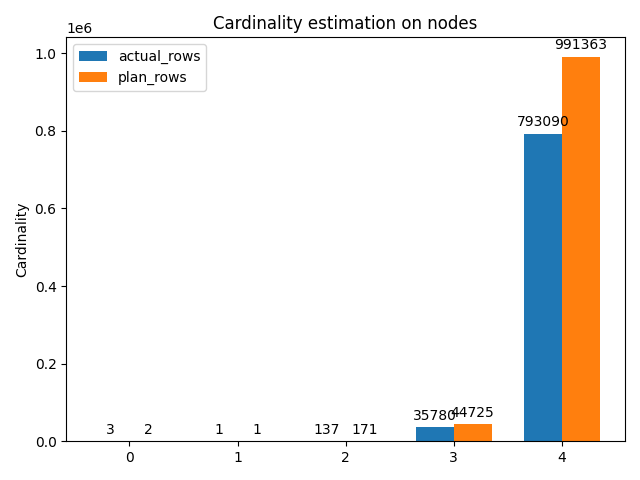 Cardinality estimation on nodes
1e6
actual_rows
plan_rows
Cardinality
1.0
0.8
0.6
0.4
0.2
0.0
3 2 1 1 137 171 35780 44725 793090 991363
0 1 2 3 4